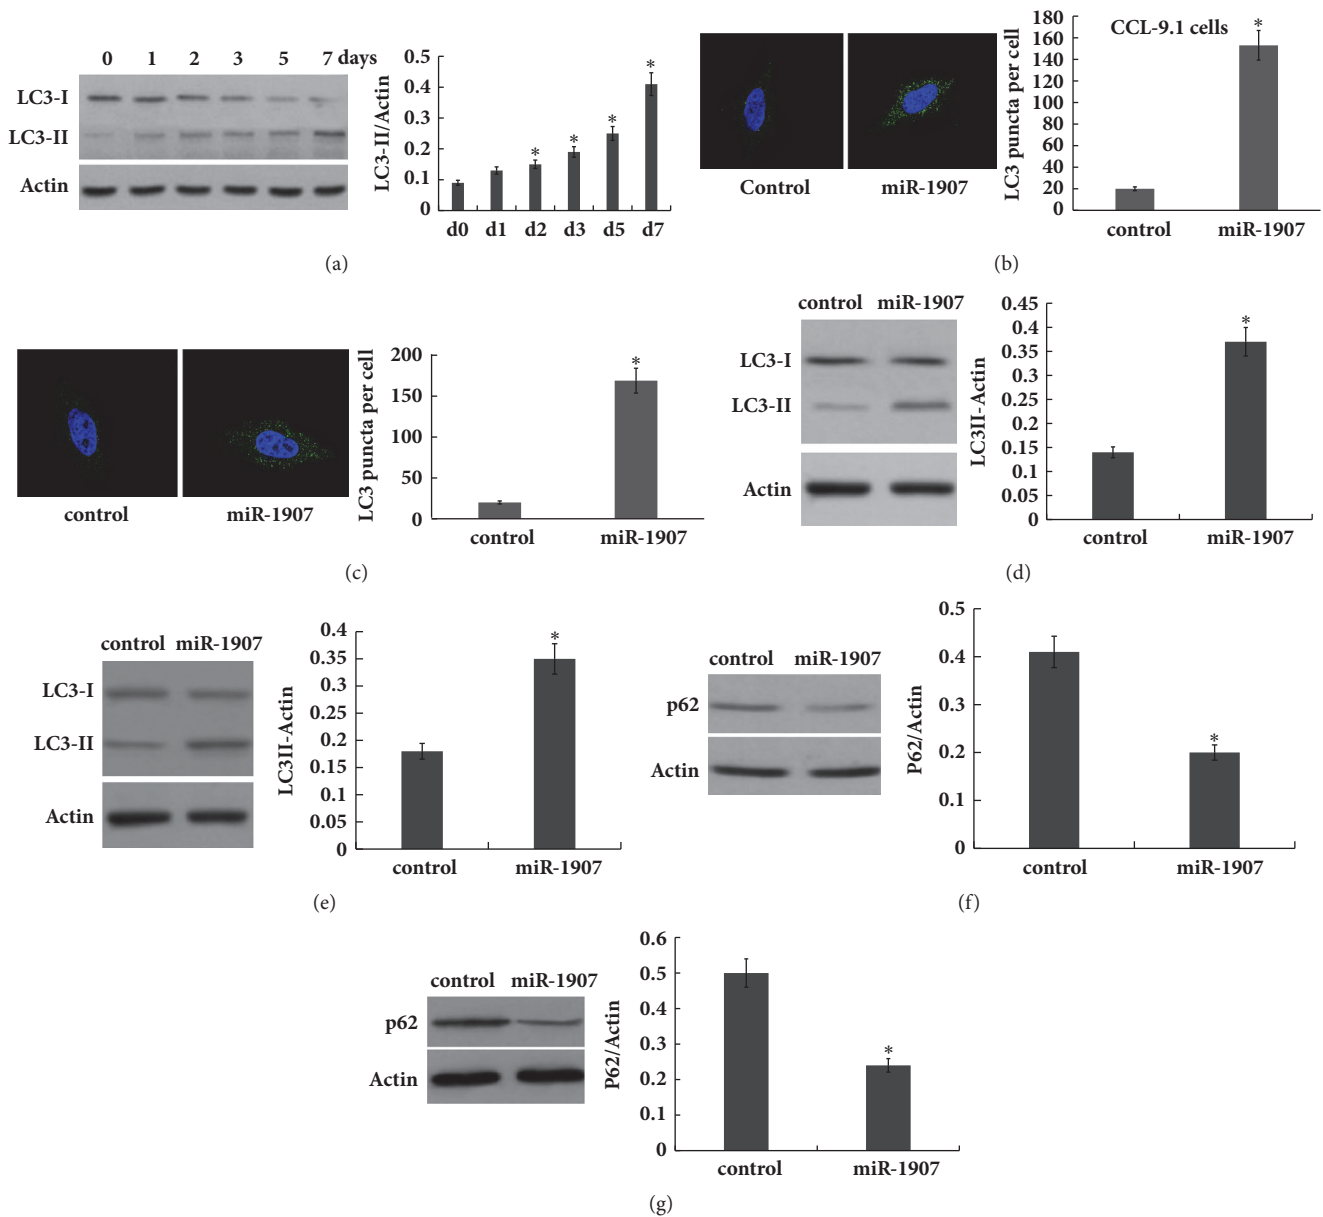 0 1 2 3 5 7 days
LC3-I
LC3-II
Actin
LC3-II/Actin
0.5
0.4
0.3
0.2
0.1
0
* * * *
d0 d1 d2 d3 d5 d7
(a)
Control miR-1907
LC3 puncta per cell
180
160
140
120
100
80
60
40
20
0
CCL-9.1 cells
*
control miR-1907
(b)
control miR-1907
LC3 puncta per cell
200
150
100
50
0
*
control miR-1907
(c)
control miR-1907
LC3-I
LC3-II
Actin
LC3II-Actin
0.45
0.4
0.35
0.3
0.25
0.2
0.15
0.1
0.05
0
*
control miR-1907
(d)
control miR-1907
LC3-I
LC3-II
Actin
LC3II-Actin
0.4
0.35
0.3
0.25
0.2
0.15
0.1
0.05
0
*
control miR-1907
(e)
control miR-1907
p62
Actin
P62/Actin
0.5
0.4
0.3
0.2
0.1
0
*
control miR-1907
(f)
control miR-1907
p62
Actin
P62/Actin
0.6
0.5
0.4
0.3
0.2
0.1
0
*
control miR-1907
(g)